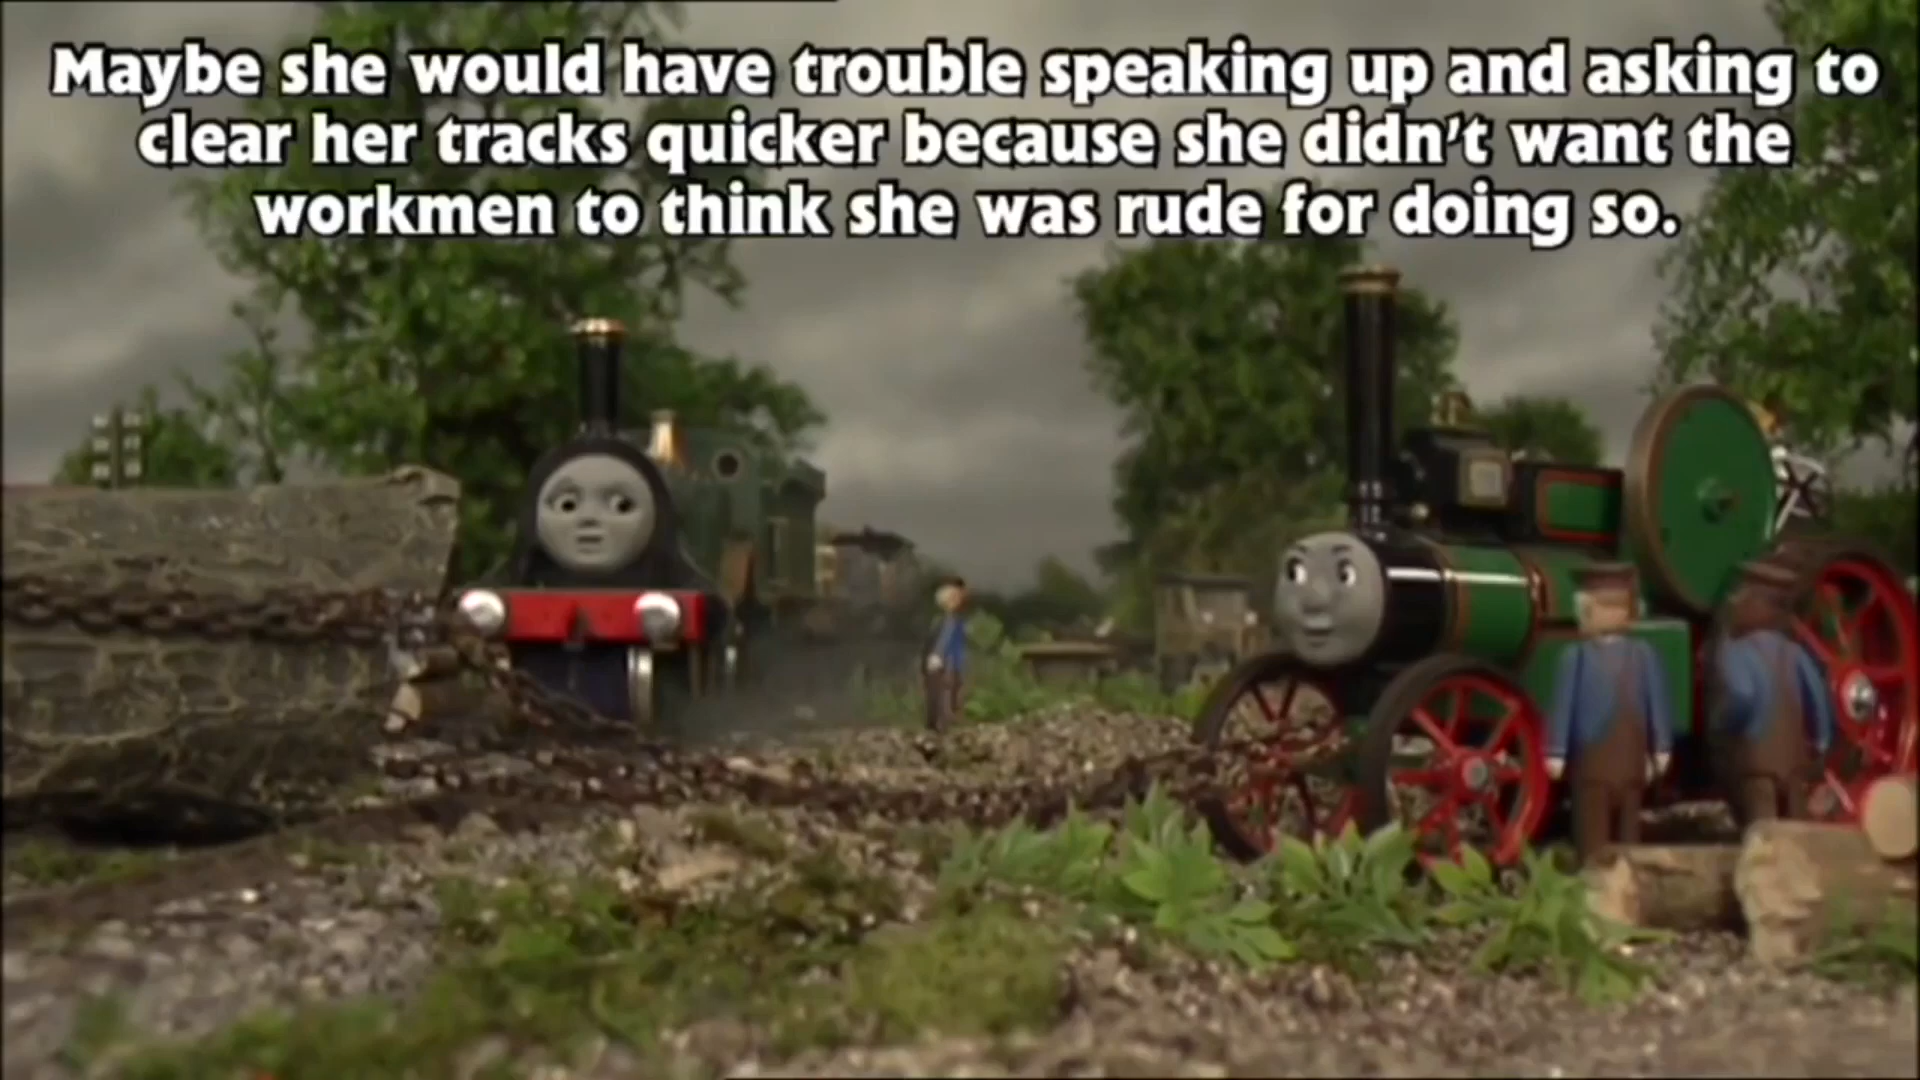 Maybe she would have trouble speaking up and asking to
clear her tracks quicker because she didn't want the
workmen to think she was rude for doing so.